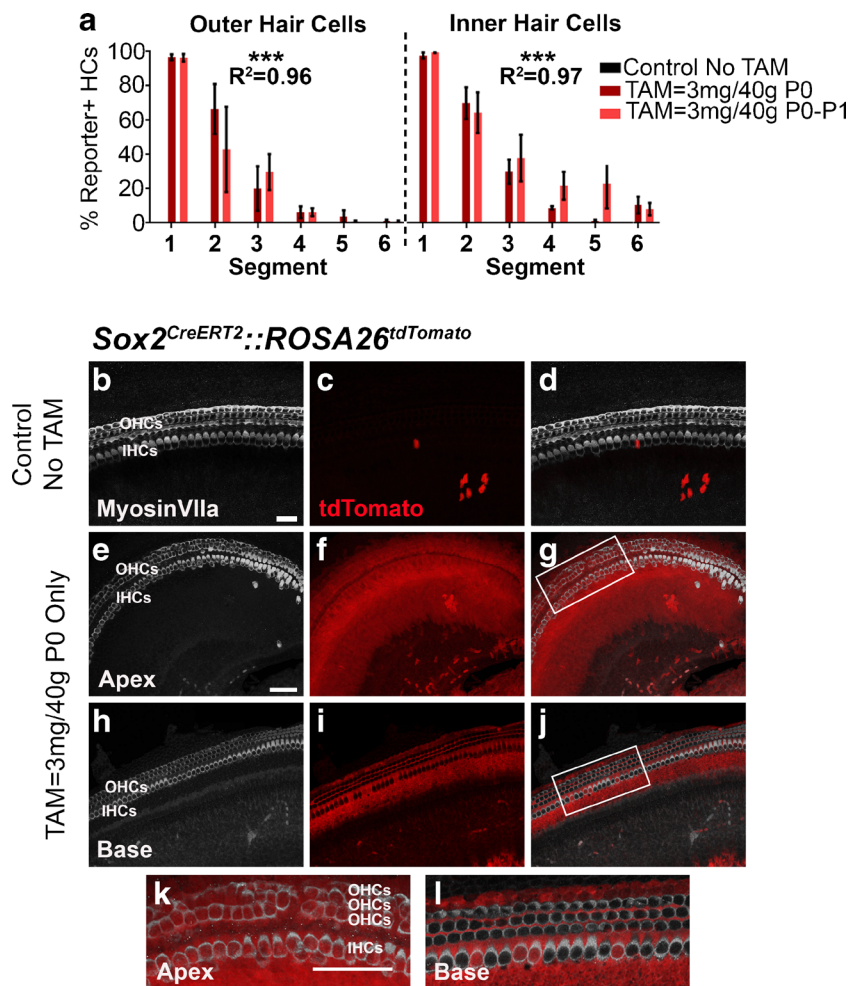 a
Outer Hair Cells
Inner Hair Cells
***
R²=0.96
***
R²=0.97
Control No TAM
TAM=3mg/40g P0
TAM=3mg/40g P0-P1
% Reporter+ HCs
100
80
60
40
20
0
1 2 3 4 5 6
1 2 3 4 5 6
Segment
Segment
Sox2CreERT2::ROSA26tdTomato
Control
No TAM
b
OHCs
IHCs
MyosinVIIa
c
tdTomato
d
TAM=3mg/40g P0 Only
e
OHCs
IHCs
Apex
f
g
h
OHCs
IHCs
Base
i
j
k
OHCs
OHCs
OHCs
IHCs
Apex
l
Base